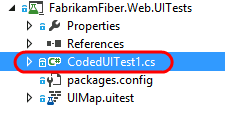 FabrikamFiber.Web.UITests
Properties
References
C# CodedUITest1.cs
packages.config
UIMap.uitest